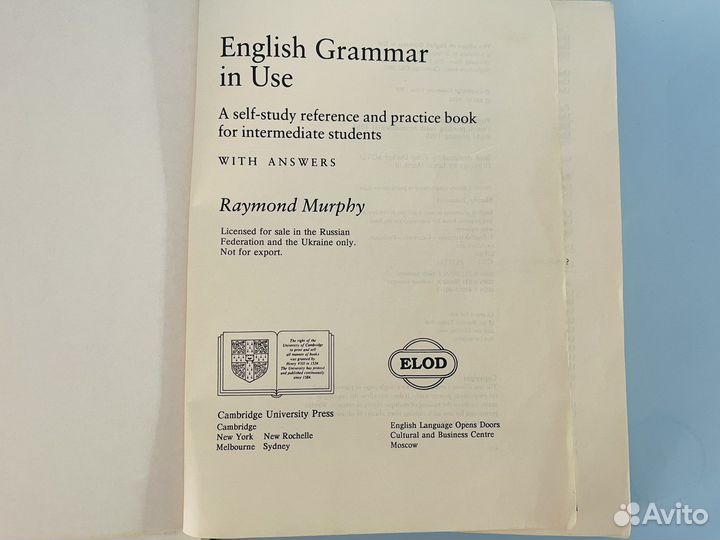 English Grammar
in Use
A self-study reference and practice book
for intermediate students
WITH ANSWERS
Raymond Murphy
Licensed for sale in the Russian
Federation and the Ukraine only.
Not for export.
The right of the
University of Cambridge
to print and sell
all manner of books
was granted by
Henry VIII in 1534.
The University has printed
and published continuously
since 1584.
ELOD
Cambridge University Press
Cambridge
New York New Rochelle
Melbourne Sydney
English Language Opens Doors
Cultural and Business Centre
Moscow
?
Avito